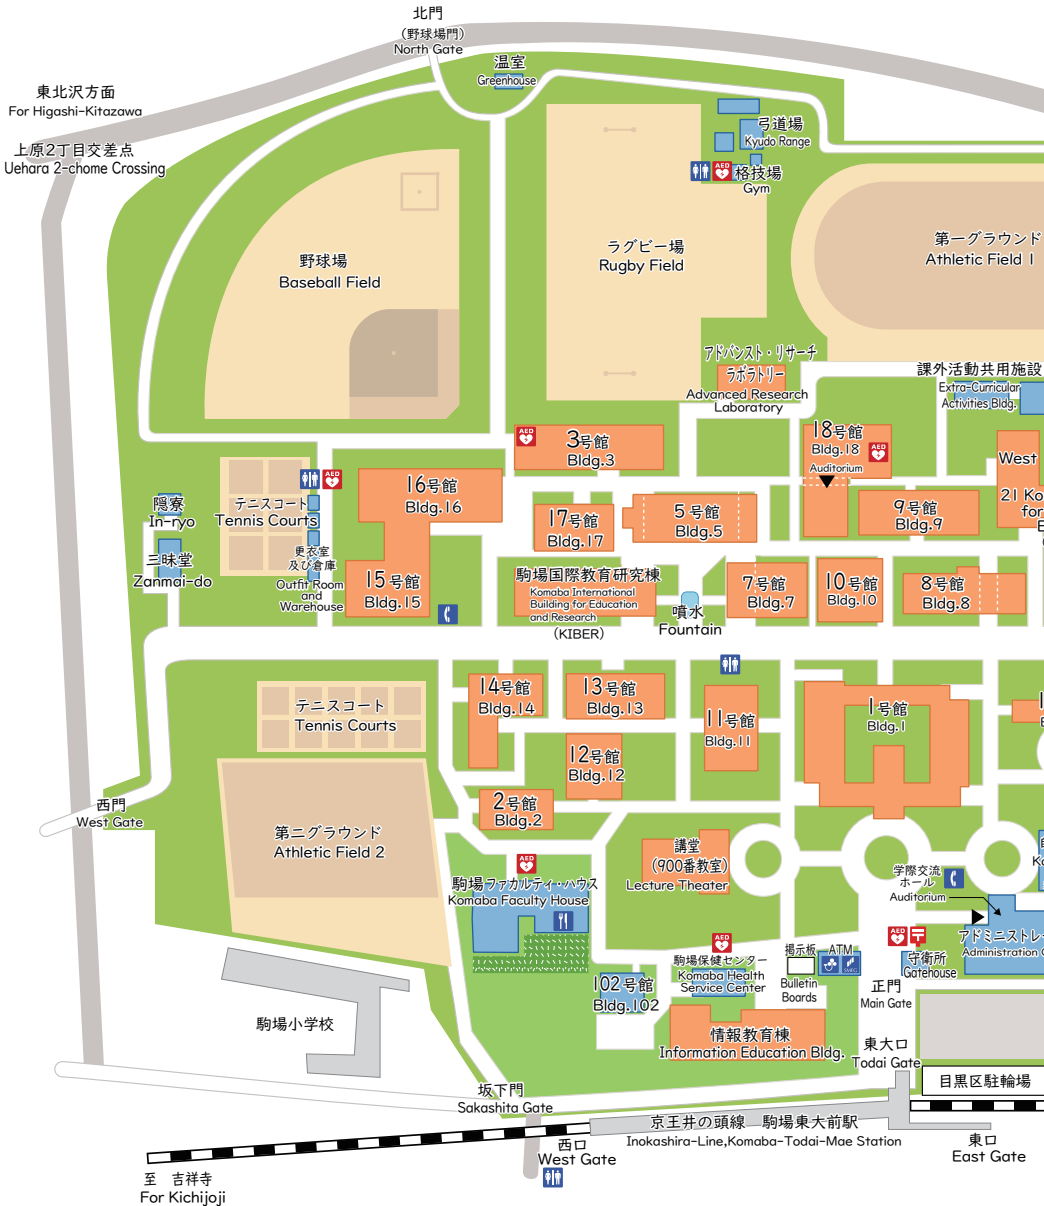 北門
(野球場門)
North Gate
温室
Greenhouse
東北沢方面
For Higashi-Kitazawa
上原2丁目交差点
Uehara 2-chome Crossing
弓道場
Kyudo Range
AED
格技場
Gym
野球場
Baseball Field
ラグビー場
Rugby Field
第一グラウンド
Athletic Field 1
アドバンスト・リサーチ
ラボラトリー
Advanced Research
Laboratory
課外活動共用施設
Extra-Curricular
Activities Bldg.
AED
3号館
Bldg.3
18号館
Bldg.18
AED
Auditorium
West
21 Ko
for
E
AED
16号館
Bldg.16
テニスコート
Tennis Courts
隠寮
In-ryo
三昧堂
Zanmai-do
更衣室
及び倉庫
Outfit Room
and
Warehouse
17号館
Bldg.17
5号館
Bldg.5
9号館
Bldg.9
15号館
Bldg.15
駒場国際教育研究棟
Komaba International
Building for Education
and Research
(KIBER)
噴水
Fountain
7号館
Bldg.7
10号館
Bldg.10
8号館
Bldg.8
テニスコート
Tennis Courts
14号館
Bldg.14
13号館
Bldg.13
11号館
Bldg.11
1号館
Bldg.1
12号館
Bldg.12
2号館
Bldg.2
西門
West Gate
第二グラウンド
Athletic Field 2
講堂
(900番教室)
Lecture Theater
AED
駒場ファカルティ・ハウス
Komaba Faculty House
学際交流
ホール
Auditorium
Ko
アドミニストレー
Administration C
AED
守衛所
Gatehouse
AED
駒場保健センター
Komaba Health
Service Center
掲示板
Bulletin
Boards
ATM
SMBC
正門
Main Gate
102号館
Bldg.102
情報教育棟
Information Education Bldg.
駒場小学校
東大口
Todai Gate
目黒区駐輪場
坂下門
Sakashita Gate
京王井の頭線 駒場東大前駅
Inokashira-Line,Komaba-Todai-Mae Station
西口
West Gate
東口
East Gate
至 吉祥寺
For Kichijoji